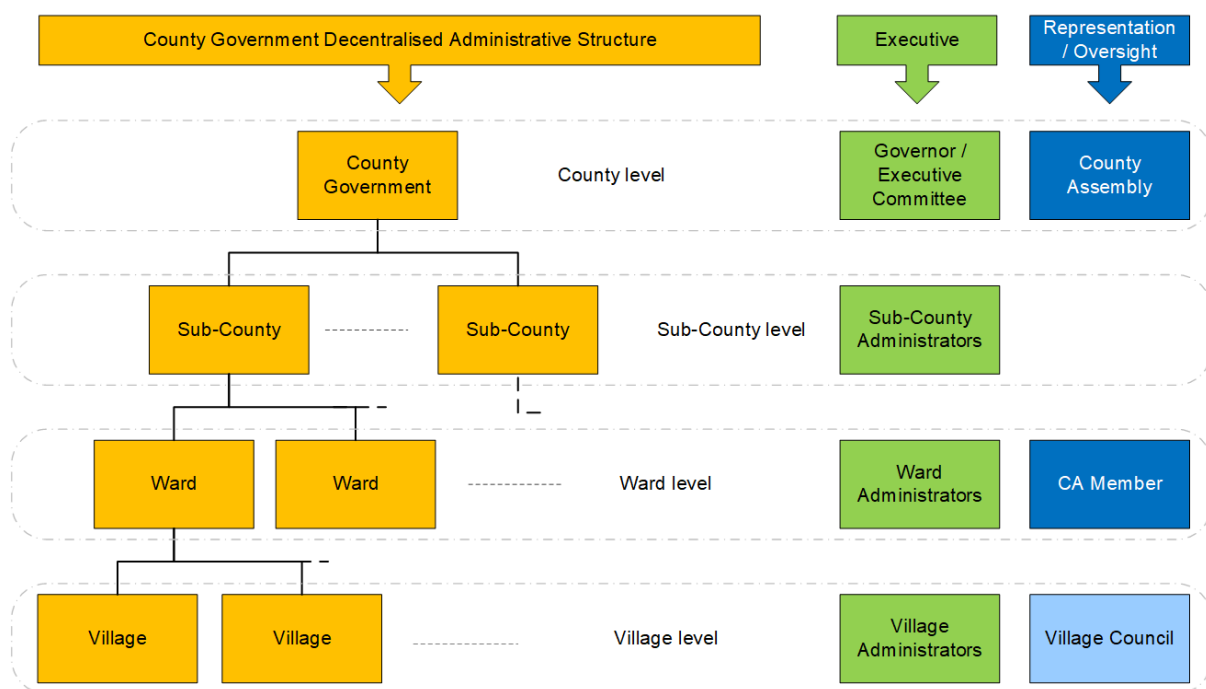 County Government Decentralised Administrative Structure
Executive
Representation
/ Oversight
County
Government
County level
Governor /
Executive
Committee
County
Assembly
Sub-County
Sub-County
Sub-County level
Sub-County
Administrators
Ward
Ward
Ward level
Ward
Administrators
CA Member
Village
Village
Village level
Village
Administrators
Village Council